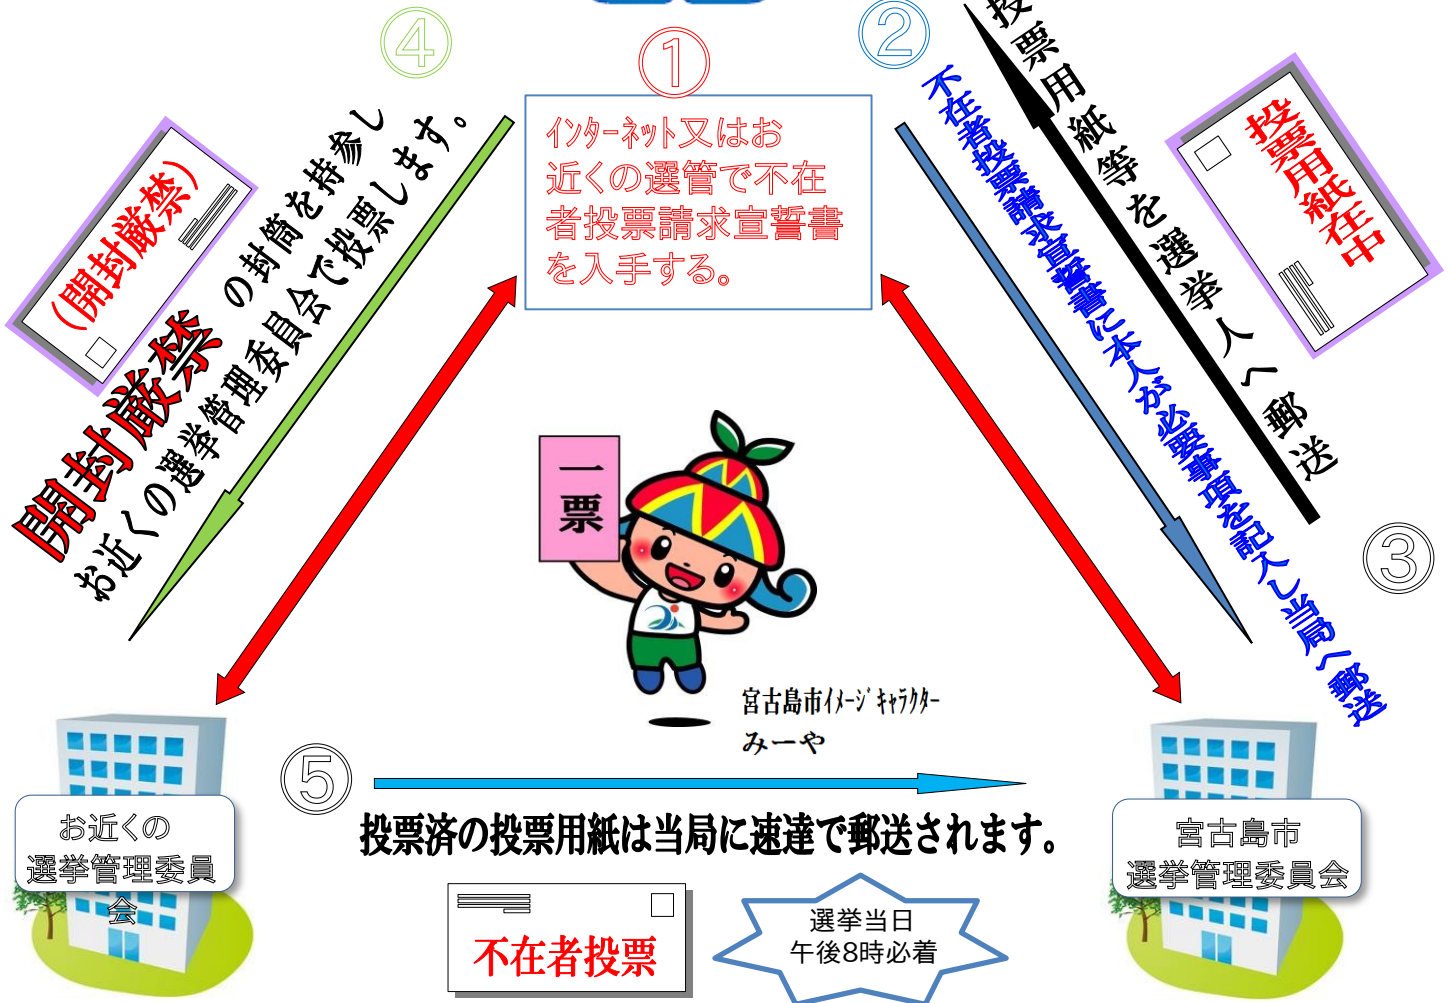 ①
インターネット又はお
近くの選管で不在
者投票請求宣誓書
を入手する。
②
不在者投票請求宣誓書に本人が必要事項を記入し当局へ郵送
③
投票用紙等を選挙人へ郵送
投票用紙在中
④
(開封厳禁)
開封厳禁 の封筒を持参し
お近くの選挙管理委員会で投票します。
一票
宮古島市イメージキャラクター
みーや
⑤
投票済の投票用紙は当局に速達で郵送されます。
お近くの
選挙管理委員
会
宮古島市
選挙管理委員会
不在者投票
選挙当日
午後8時必着